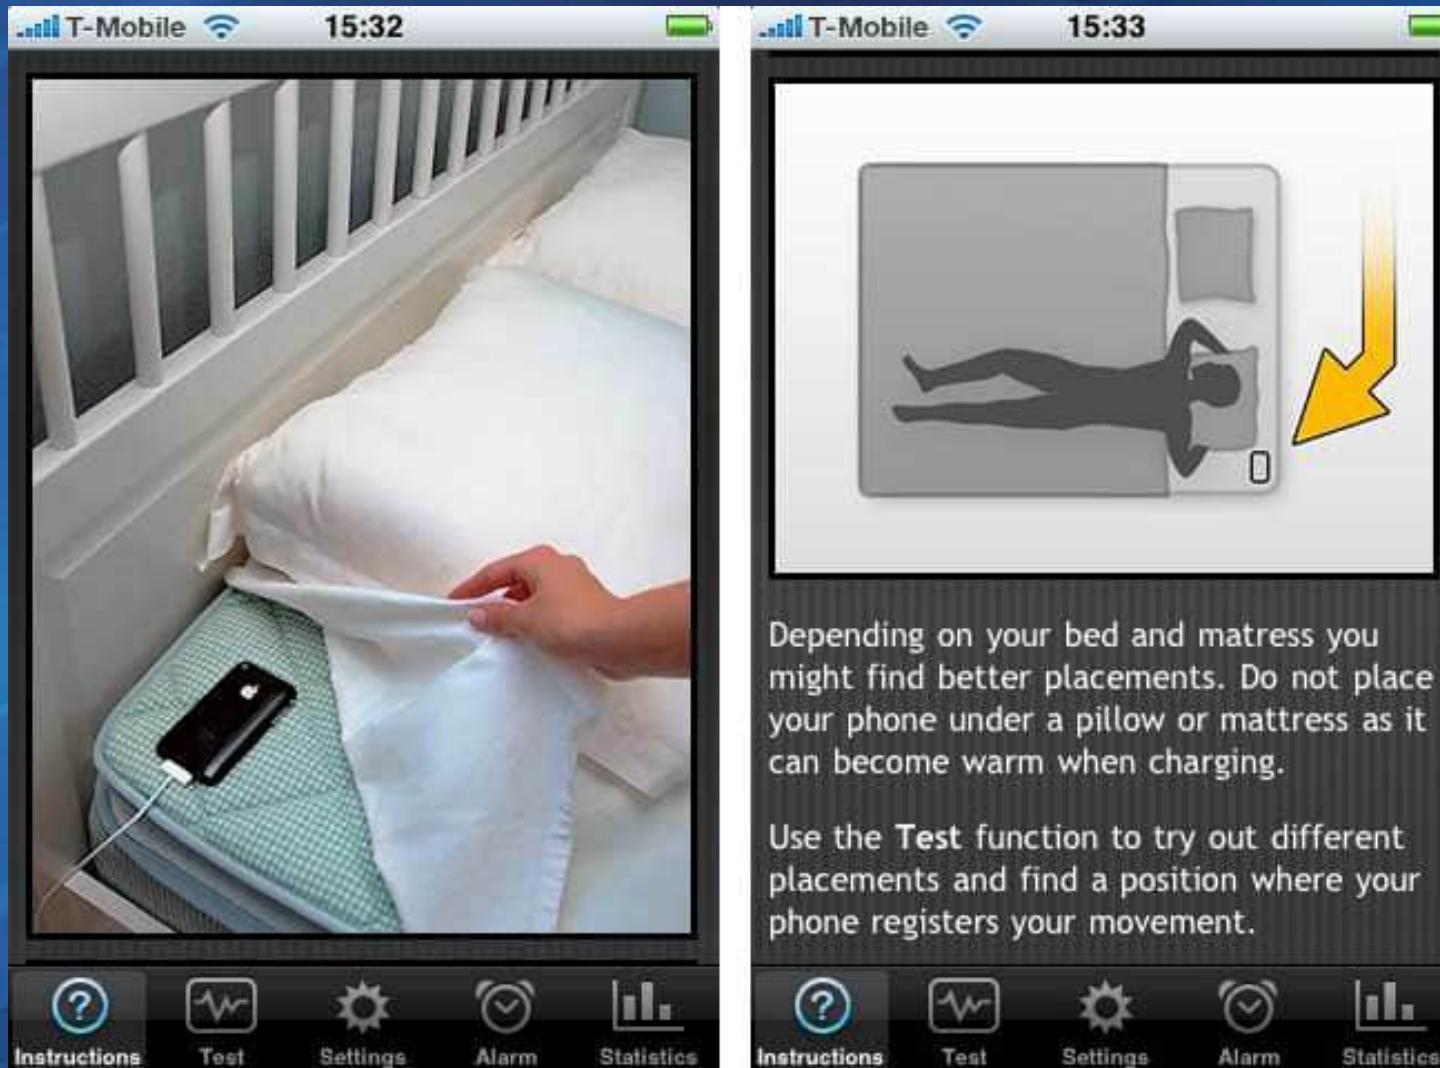 T-Mobile 15:32
Instructions Test Settings Alarm Statistics
T-Mobile 15:33
Depending on your bed and matress you
might find better placements. Do not place
your phone under a pillow or mattress as it
can become warm when charging.
Use the Test function to try out different
placements and find a position where your
phone registers your movement.
Instructions Test Settings Alarm Statistics